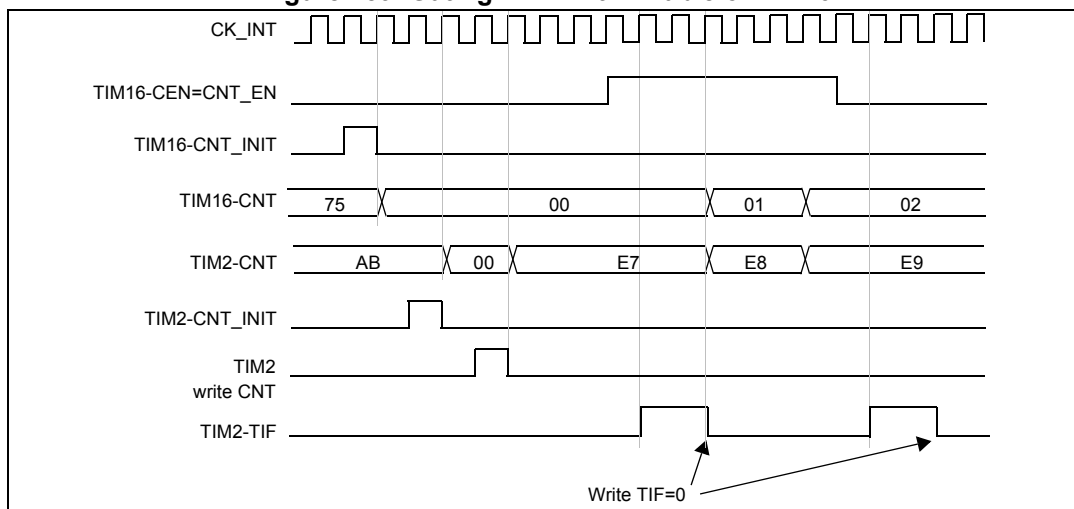 CK_INT
TIM16-CEN=CNT_EN
TIM16-CNT_INIT
TIM16-CNT 75 00 01 02
TIM2-CNT AB 00 E7 E8 E9
TIM2-CNT_INIT
TIM2
write CNT
TIM2-TIF
Write TIF=0